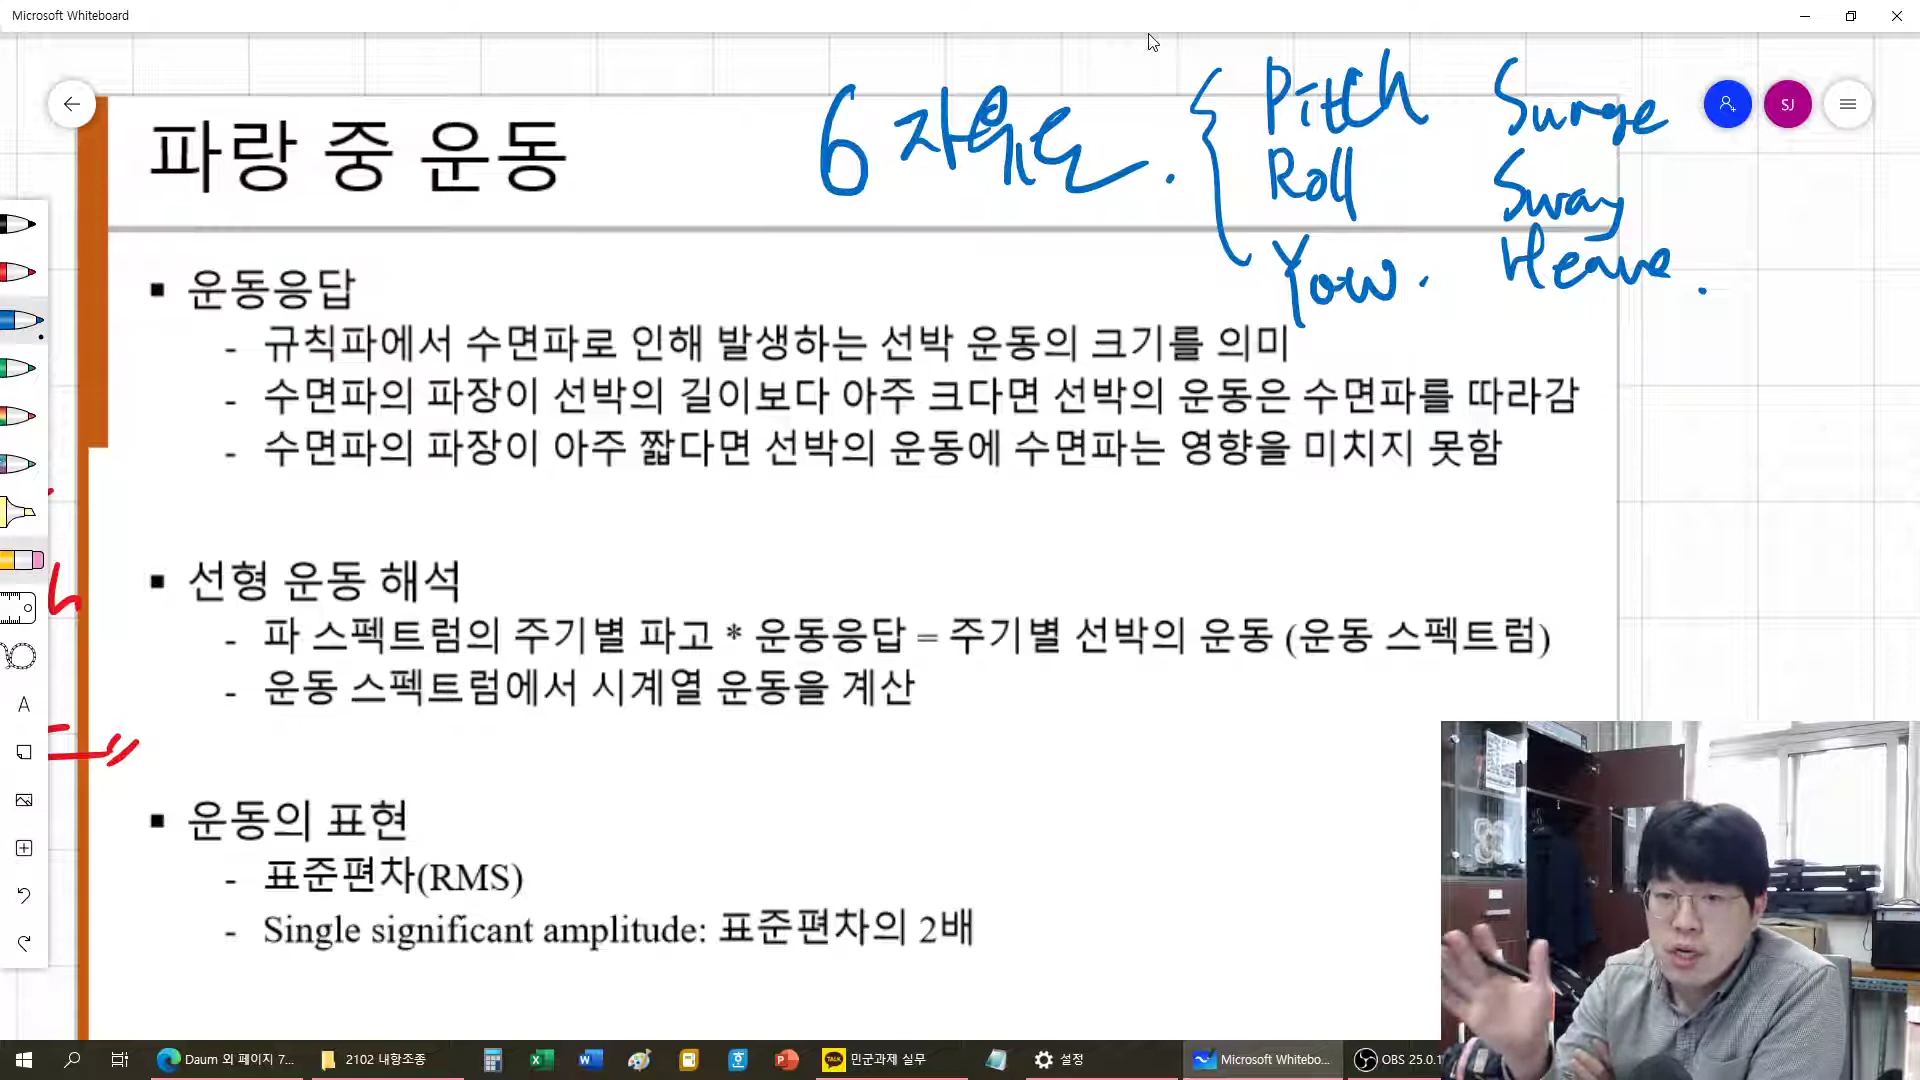 Microsoft Whiteboard
6 자유도. Pitch Surge
Roll Sway
Yow. Heave.
SJ
파랑 중 운동
■ 운동응답
- 규칙파에서 수면파로 인해 발생하는 선박 운동의 크기를 의미
- 수면파의 파장이 선박의 길이보다 아주 크다면 선박의 운동은 수면파를 따라감
- 수면파의 파장이 아주 짧다면 선박의 운동에 수면파는 영향을 미치지 못함
■ 선형 운동 해석
- 파 스펙트럼의 주기별 파고 * 운동응답 = 주기별 선박의 운동 (운동 스펙트럼)
- 운동 스펙트럼에서 시계열 운동을 계산
■ 운동의 표현
- 표준편차(RMS)
- Single significant amplitude: 표준편차의 2배
Daum 외 페이지 7... 2102 내항조종 민군과제 실무 설정 Microsoft Whitebo... OBS 25.0.1